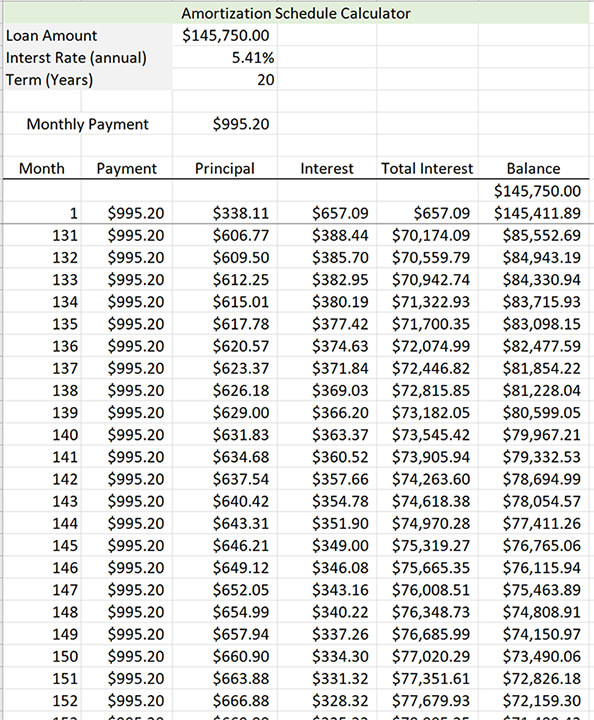 Amortization Schedule Calculator
Loan Amount $145,750.00
Interst Rate (annual) 5.41%
Term (Years) 20
Monthly Payment $995.20
Month Payment Principal Interest Total Interest Balance
$145,750.00
1 $995.20 $338.11 $657.09 $657.09 $145,411.89
131 $995.20 $606.77 $388.44 $70,174.09 $85,552.69
132 $995.20 $609.50 $385.70 $70,559.79 $84,943.19
133 $995.20 $612.25 $382.95 $70,942.74 $84,330.94
134 $995.20 $615.01 $380.19 $71,322.93 $83,715.93
135 $995.20 $617.78 $377.42 $71,700.35 $83,098.15
136 $995.20 $620.57 $374.63 $72,074.99 $82,477.59
137 $995.20 $623.37 $371.84 $72,446.82 $81,854.22
138 $995.20 $626.18 $369.03 $72,815.85 $81,228.04
139 $995.20 $629.00 $366.20 $73,182.05 $80,599.05
140 $995.20 $631.83 $363.37 $73,545.42 $79,967.21
141 $995.20 $634.68 $360.52 $73,905.94 $79,332.53
142 $995.20 $637.54 $357.66 $74,263.60 $78,694.99
143 $995.20 $640.42 $354.78 $74,618.38 $78,054.57
144 $995.20 $643.31 $351.90 $74,970.28 $77,411.26
145 $995.20 $646.21 $349.00 $75,319.27 $76,765.06
146 $995.20 $649.12 $346.08 $75,665.35 $76,115.94
147 $995.20 $652.05 $343.16 $76,008.51 $75,463.89
148 $995.20 $654.99 $340.22 $76,348.73 $74,808.91
149 $995.20 $657.94 $337.26 $76,685.99 $74,150.97
150 $995.20 $660.90 $334.30 $77,020.29 $73,490.06
151 $995.20 $663.88 $331.32 $77,351.61 $72,826.18
152 $995.20 $666.88 $328.32 $77,679.93 $72,159.30